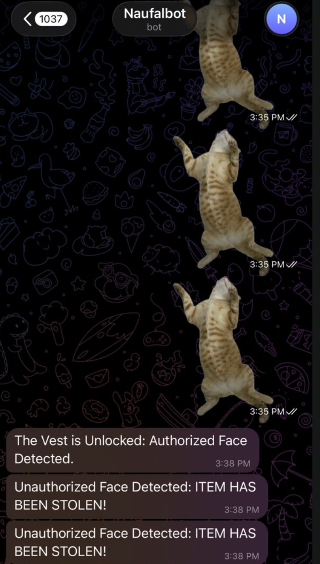 1037
Naufalbot
bot
N
3:35 PM
3:35 PM
3:35 PM
The Vest is Unlocked: Authorized Face
Detected.
3:38 PM
Unauthorized Face Detected: ITEM HAS
BEEN STOLEN!
3:38 PM
Unauthorized Face Detected: ITEM HAS
BEEN STOLEN!
3:38 PM